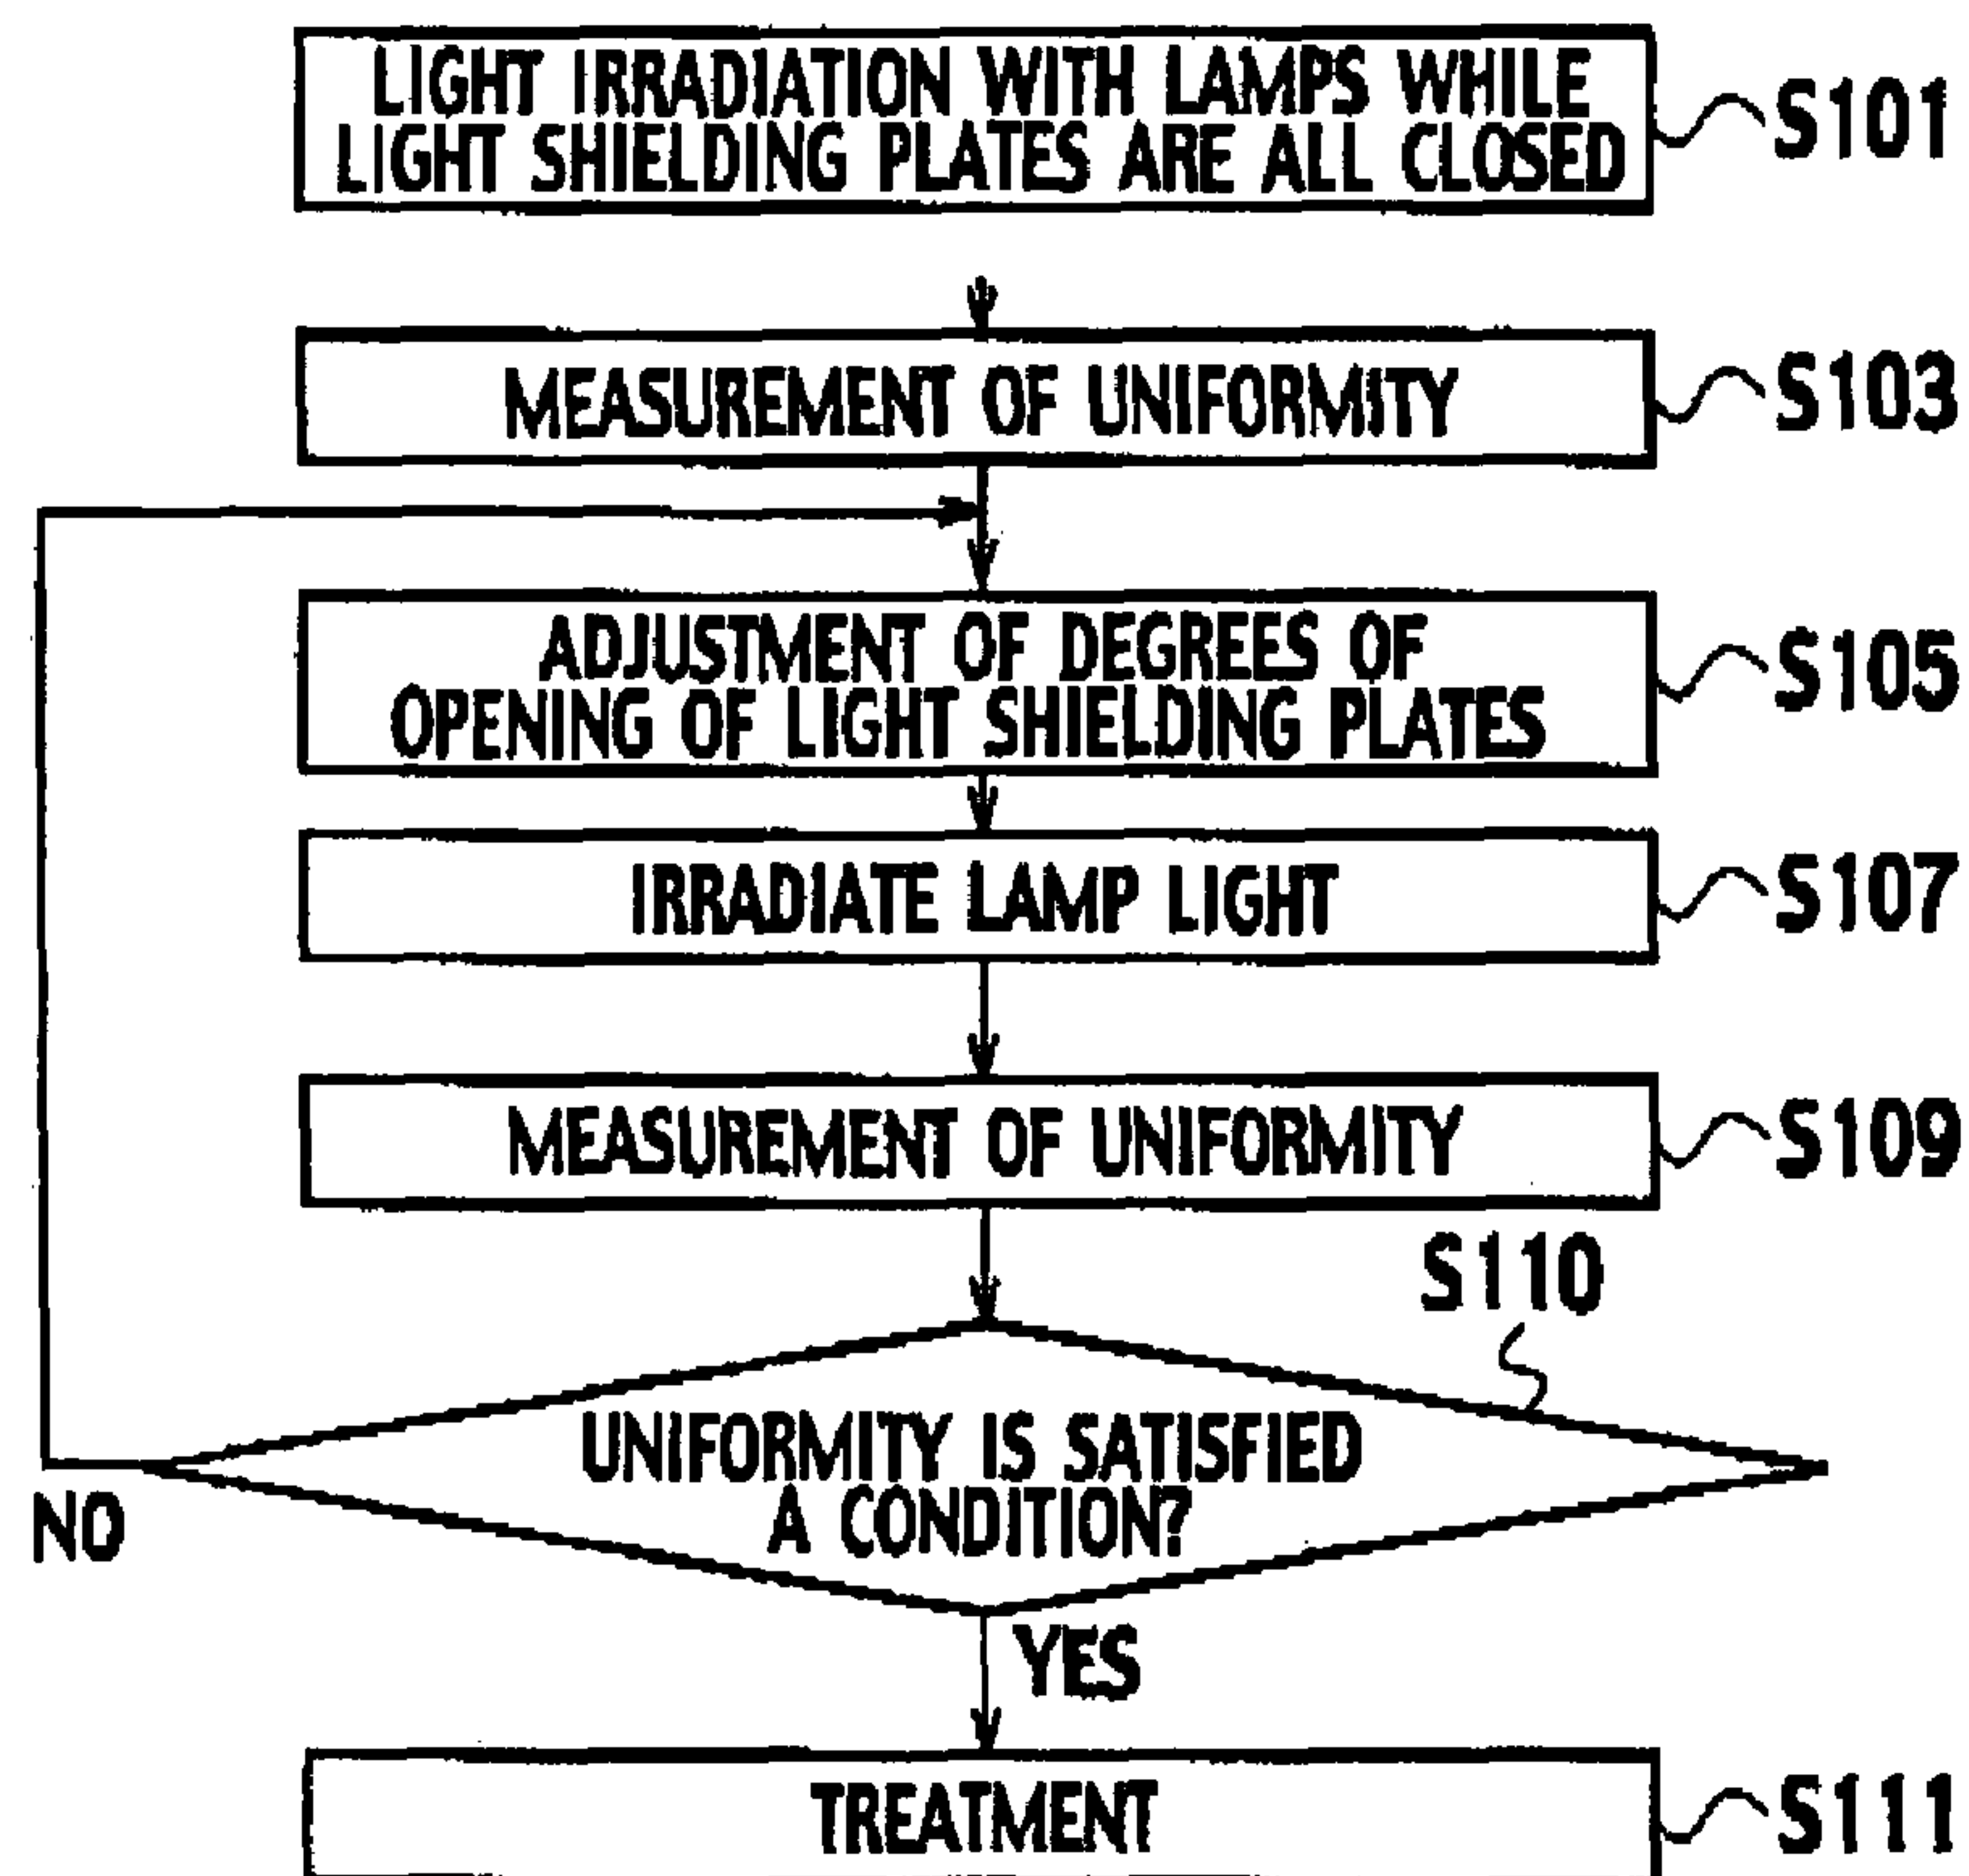 LIGHT IRRADIATION WITH LAMPS WHILE
LIGHT SHIELDING PLATES ARE ALL CLOSED
S101
MEASUREMENT OF UNIFORMITY
S103
ADJUSTMENT OF DEGREES OF
OPENING OF LIGHT SHIELDING PLATES
S105
IRRADIATE LAMP LIGHT
S107
MEASUREMENT OF UNIFORMITY
S109
S110
UNIFORMITY IS SATISFIED
A CONDITION?
NO
YES
TREATMENT
S111